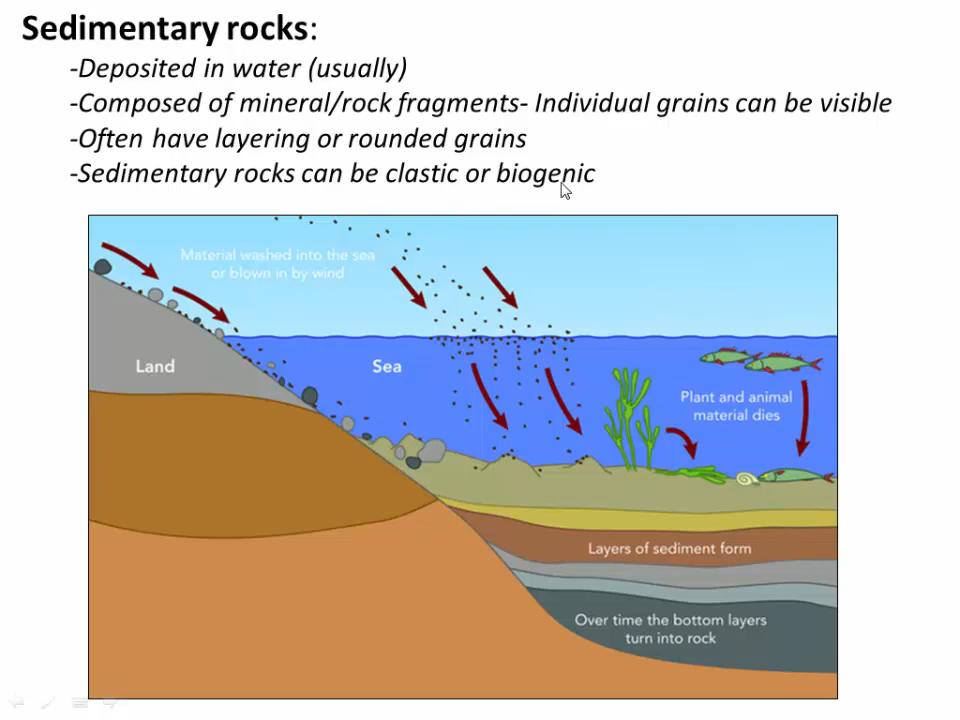 Sedimentary rocks:
-Deposited in water (usually)
-Composed of mineral/rock fragments- Individual grains can be visible
-Often have layering or rounded grains
-Sedimentary rocks can be clastic or biogenic
Material washed into the sea
or blown in by wind
Land
Sea
Plant and animal
material dies
Layers of sediment form
Over time the bottom layers
turn into rock